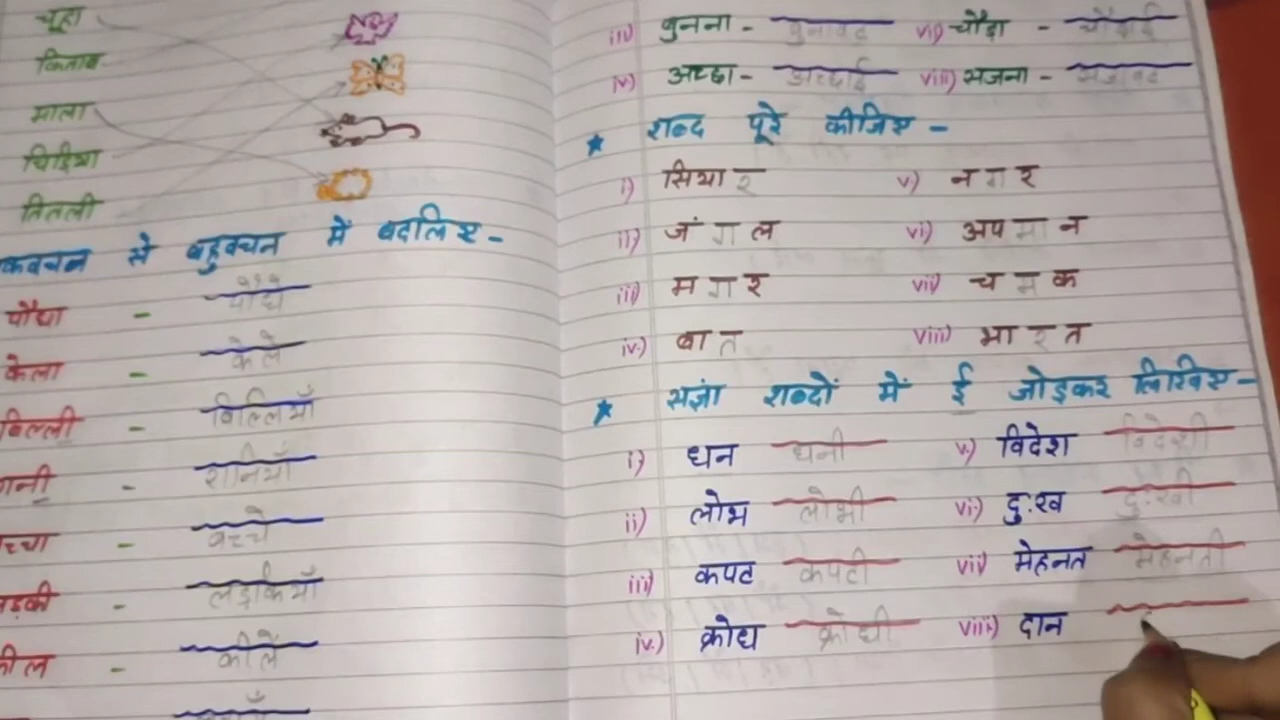 चूहा
किताब
माला
चिड़िया
तितली
कवचन से बहुवचन में बदलिए -
पौधा - पौधे
केला - केले
बिल्ली - बिल्लियाँ
रानी - रानियाँ
बच्चा - बच्चे
लड़की - लड़कियाँ
कील - कीलें
iii) चुनना - चुनावट vii) चौड़ा - चौड़ाई
iv) अच्छा - अच्छाई viii) सजना - सजावट
★ शब्द पूरे कीजिए -
i) सियार v) नगर
ii) जंगल vi) अपमान
iii) मगर vii) चमक
iv.) बात viii) भारत
★ संज्ञा शब्दों में ई जोड़कर लिखिए -
i) धन धनी v.) विदेश विदेशी
ii) लोभ लोभी vi.) दु:ख दु:खी
iii) कपट कपटी vii) मेहनत मेहनती
iv.) क्रोध क्रोधी viii.) दान